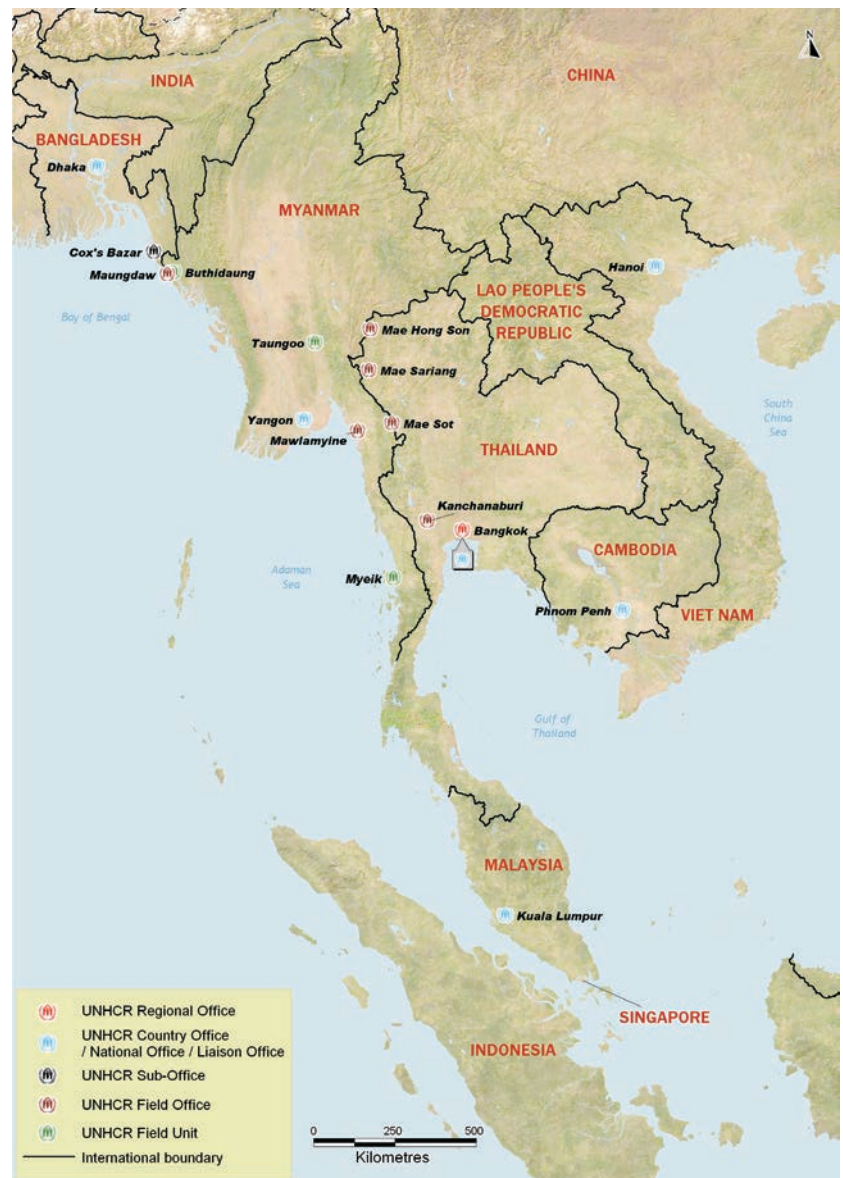 N
INDIA
CHINA
BANGLADESH
Dhaka
MYANMAR
Cox's Bazar
Maungdaw
Buthidaung
Hanoi
LAO PEOPLE'S
DEMOCRATIC
REPUBLIC
Bay of Bengal
Taungoo
Mae Hong Son
Mae Sariang
South
China
Sea
Yangon
Mawlamyine
Mae Sot
THAILAND
Kanchanaburi
Bangkok
CAMBODIA
Adaman
Sea
Myeik
Phnom Penh
VIET NAM
Gulf of
Thailand
MALAYSIA
Kuala Lumpur
SINGAPORE
INDONESIA
UNHCR Regional Office
UNHCR Country Office
/ National Office / Liaison Office
UNHCR Sub-Office
UNHCR Field Office
UNHCR Field Unit
International boundary
0 250 500
Kilometres